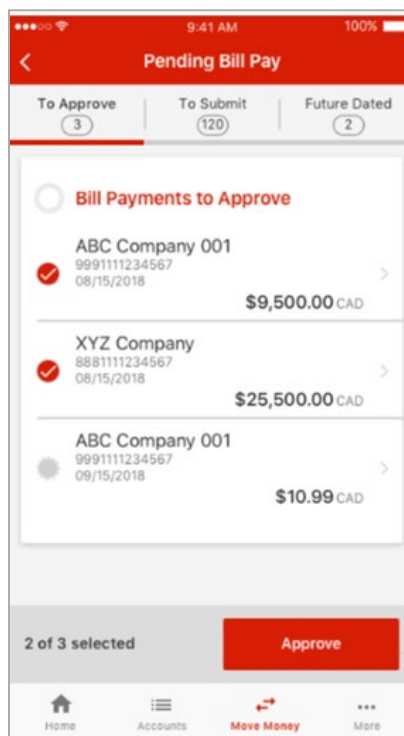 9:41 AM 100%
Pending Bill Pay
To Approve To Submit Future Dated
3 120 2
Bill Payments to Approve
ABC Company 001
9991111234567
08/15/2018
$9,500.00 CAD
XYZ Company
8881111234567
08/15/2018
$25,500.00 CAD
ABC Company 001
9991111234567
09/15/2018
$10.99 CAD
2 of 3 selected Approve
Home Accounts Move Money More